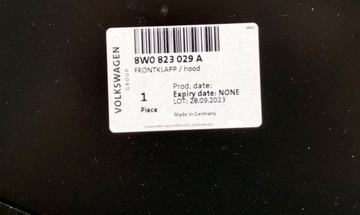 VOLKSWAGEN
GROUP
8W0 823 029 A
FRONTKLAPP / hood
1
Piece
Prod. date:
Expiry date: NONE
LOT: 28.09.2023
Made in Germany